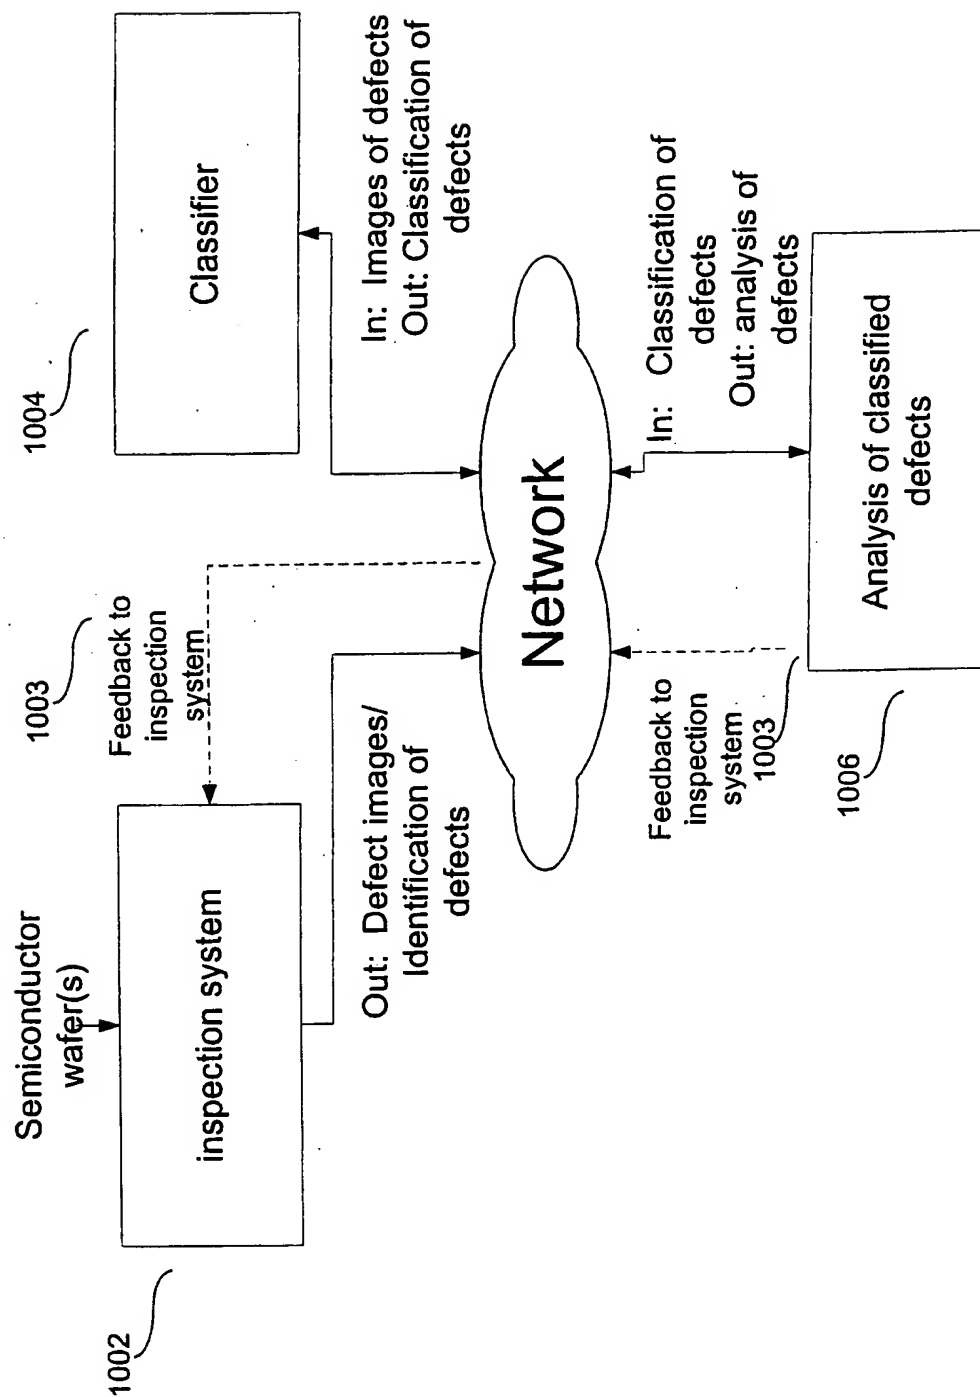 Semiconductor
wafer(s)
1002
inspection system
Out: Defect images/
Identification of
defects
1003
Feedback to
inspection
system
1004
Classifier
In: Images of defects
Out: Classification of
defects
Network
Feedback to
inspection
system
1003
In: Classification of
defects
Out: analysis of
defects
1006
Analysis of classified
defects